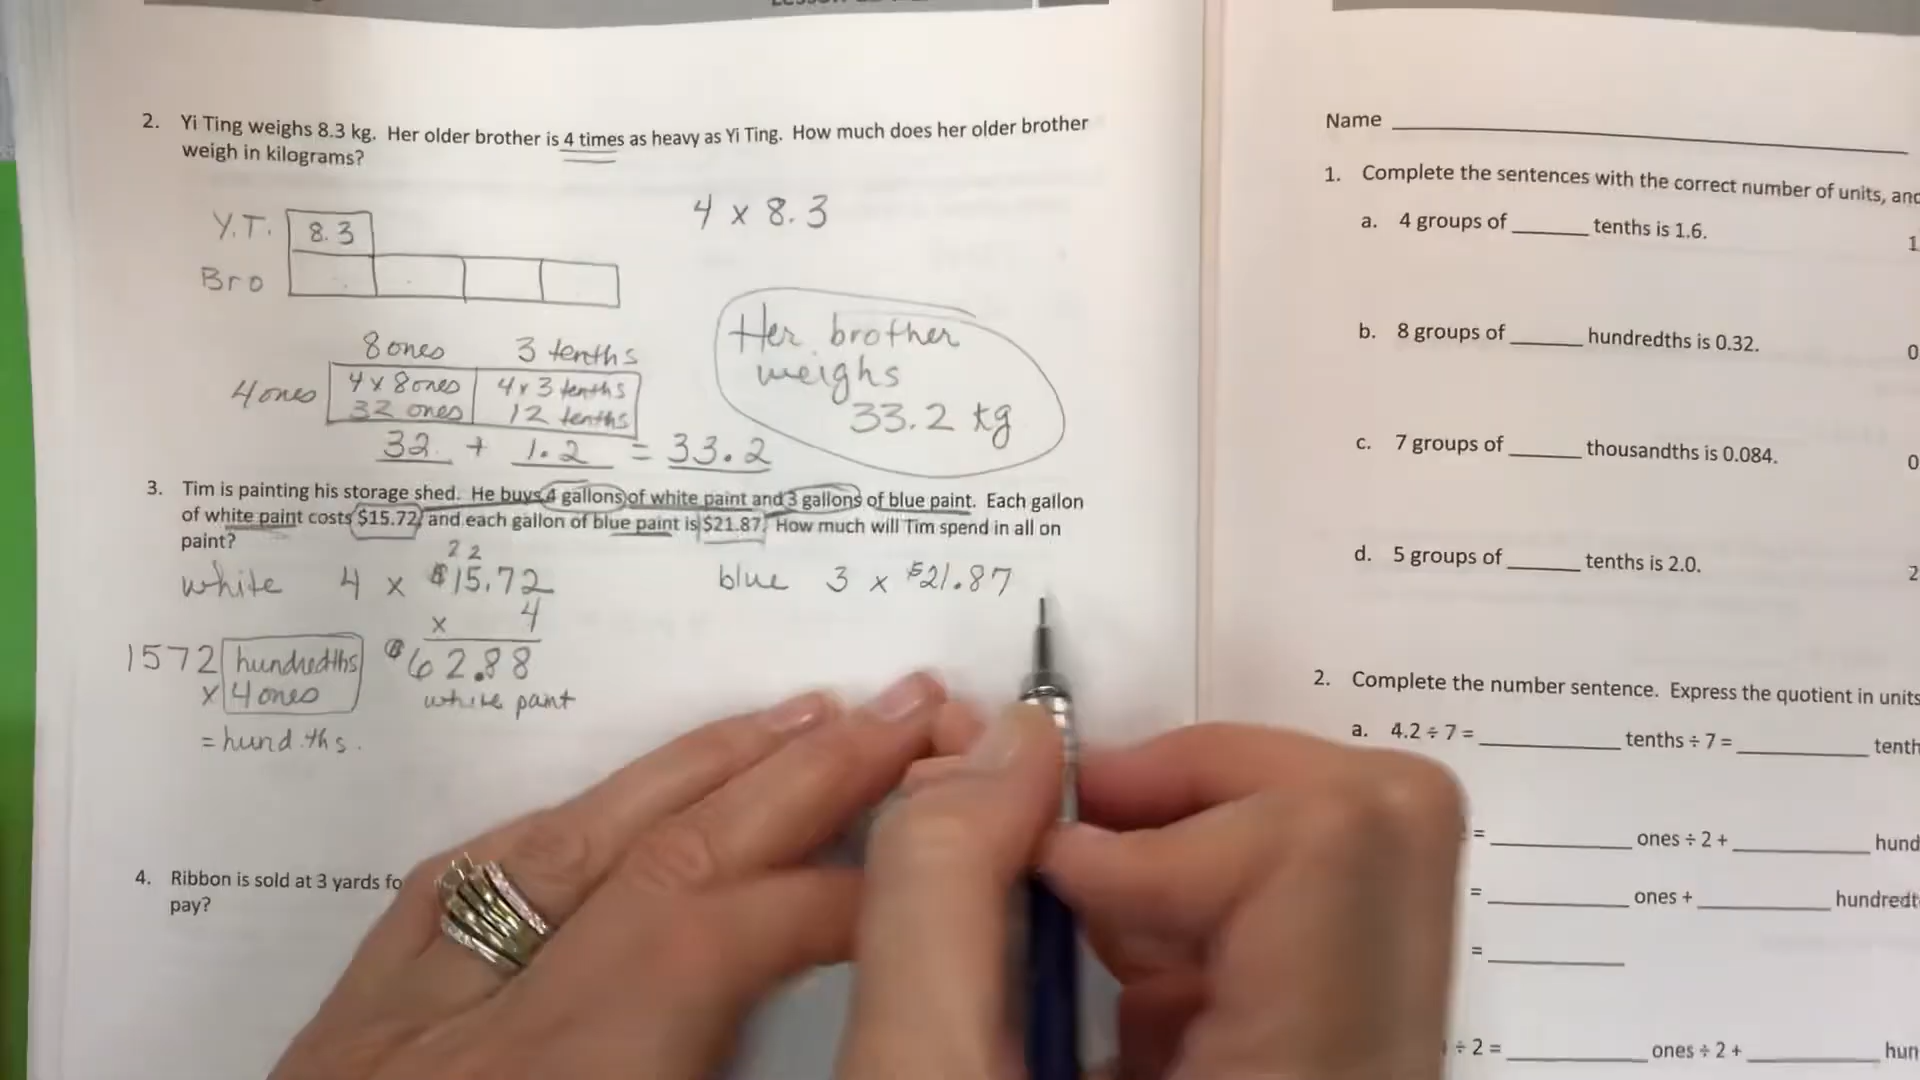 2. Yi Ting weighs 8.3 kg. Her older brother is 4 times as heavy as Yi Ting. How much does her older brother
weigh in kilograms?
4 x 8.3
Y.T. 8.3
Bro
8 ones 3 tenths
4 ones 4 x 8 ones 4 x 3 tenths
32 ones 12 tenths
32 + 1.2 = 33.2
Her brother
weighs
33.2 kg
3. Tim is painting his storage shed. He buys 4 gallons of white paint and 3 gallons of blue paint. Each gallon
of white paint costs $15.72, and each gallon of blue paint is $21.87. How much will Tim spend in all on
paint?
2 2
white 4 x $15.72
x 4
$62.88
white paint
1572 hundredths
x 4 ones
= hund.ths.
blue 3 x $21.87
4. Ribbon is sold at 3 yards fo
pay?
Name
1. Complete the sentences with the correct number of units, and
a. 4 groups of ______ tenths is 1.6.
1
b. 8 groups of ______ hundredths is 0.32.
0
c. 7 groups of ______ thousandths is 0.084.
0
d. 5 groups of ______ tenths is 2.0.
2
2. Complete the number sentence. Express the quotient in units
a. 4.2 ÷ 7 = ______ tenths ÷ 7 = ______ tenth
= ______ ones ÷ 2 + ______ hund
= ______ ones + ______ hundredt
= ______
÷ 2 = ______ ones ÷ 2 + ______ hun